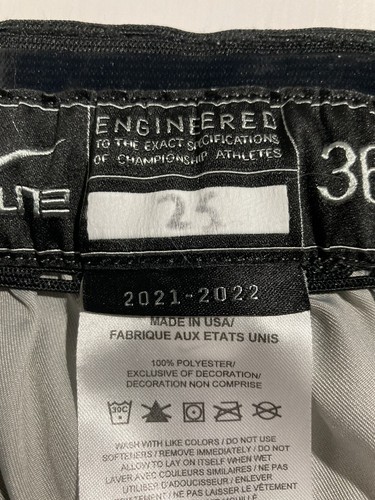 ENGINEERED
TO THE EXACT SPECIFICATIONS
OF CHAMPIONSHIP ATHLETES
36
25
2021-2022
MADE IN USA/
FABRIQUE AUX ETATS UNIS
100% POLYESTER/
EXCLUSIVE OF DECORATION/
DECORATION NON COMPRISE
30C
WASH WITH LIKE COLORS / DO NOT USE
SOFTENERS / REMOVE IMMEDIATELY / DO NOT
ALLOW TO LAY ON ITSELF WHEN WET
LAVER AVEC COULEURS SIMILAIRES / NE PAS